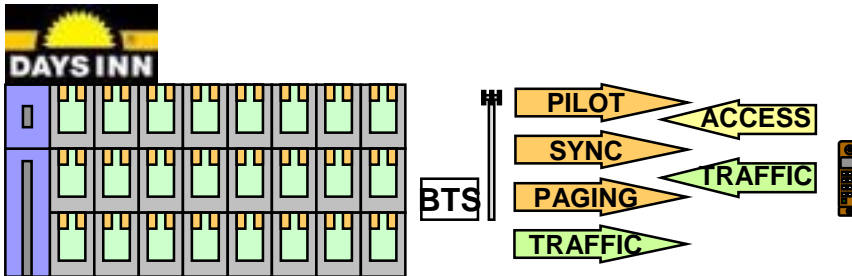 DAYS INN
PILOT
ACCESS
SYNC
TRAFFIC
BTS
PAGING
TRAFFIC